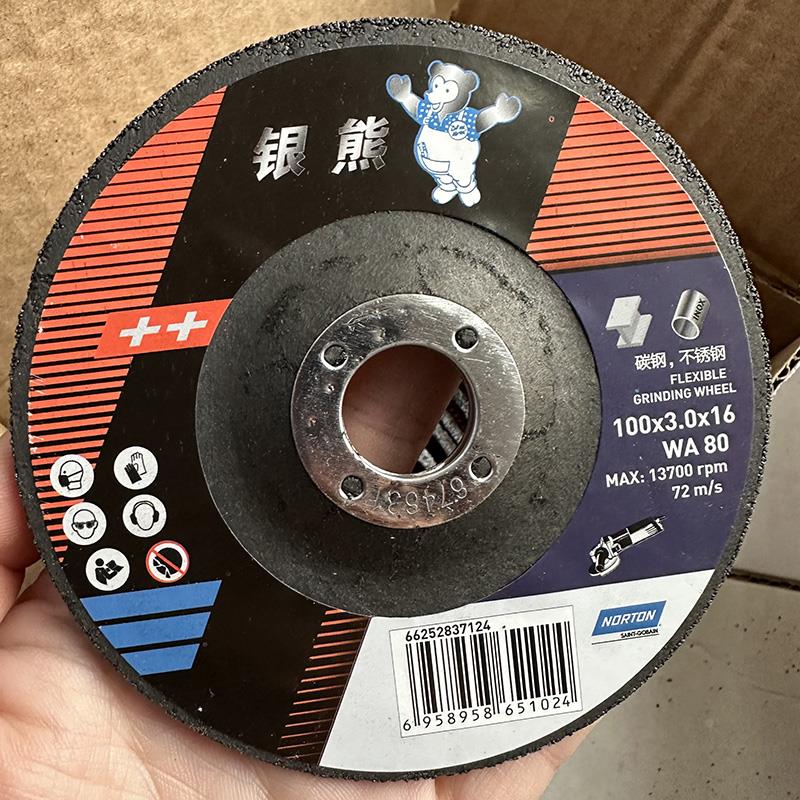 银熊
++
INOX
碳钢，不锈钢
FLEXIBLE
GRINDING WHEEL
100x3.0x16
WA 80
MAX: 13700 rpm
72 m/s
NORTON
SAINT-GOBAIN
66252837124
6 958958 651024